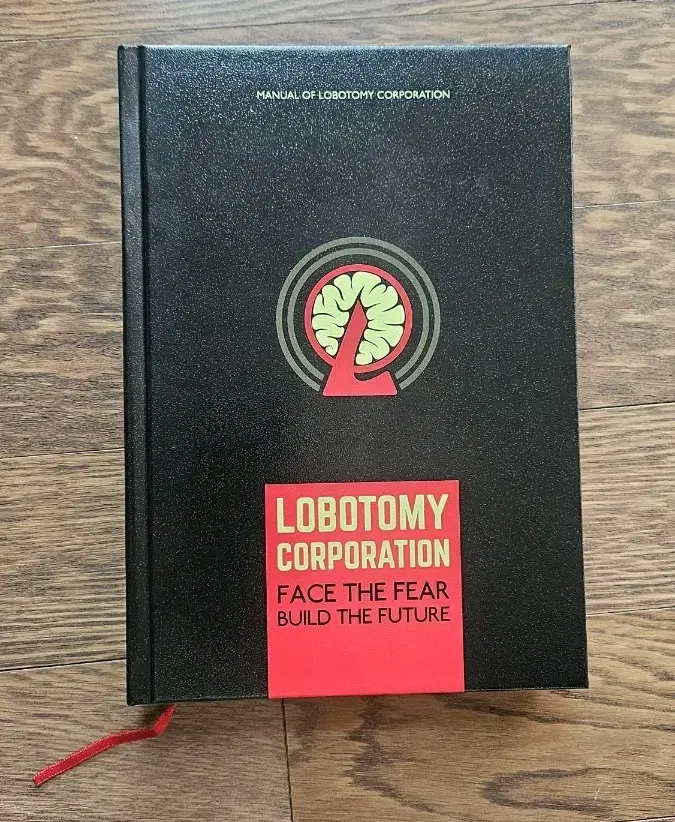 MANUAL OF LOBOTOMY CORPORATION
LOBOTOMY
CORPORATION
FACE THE FEAR
BUILD THE FUTURE